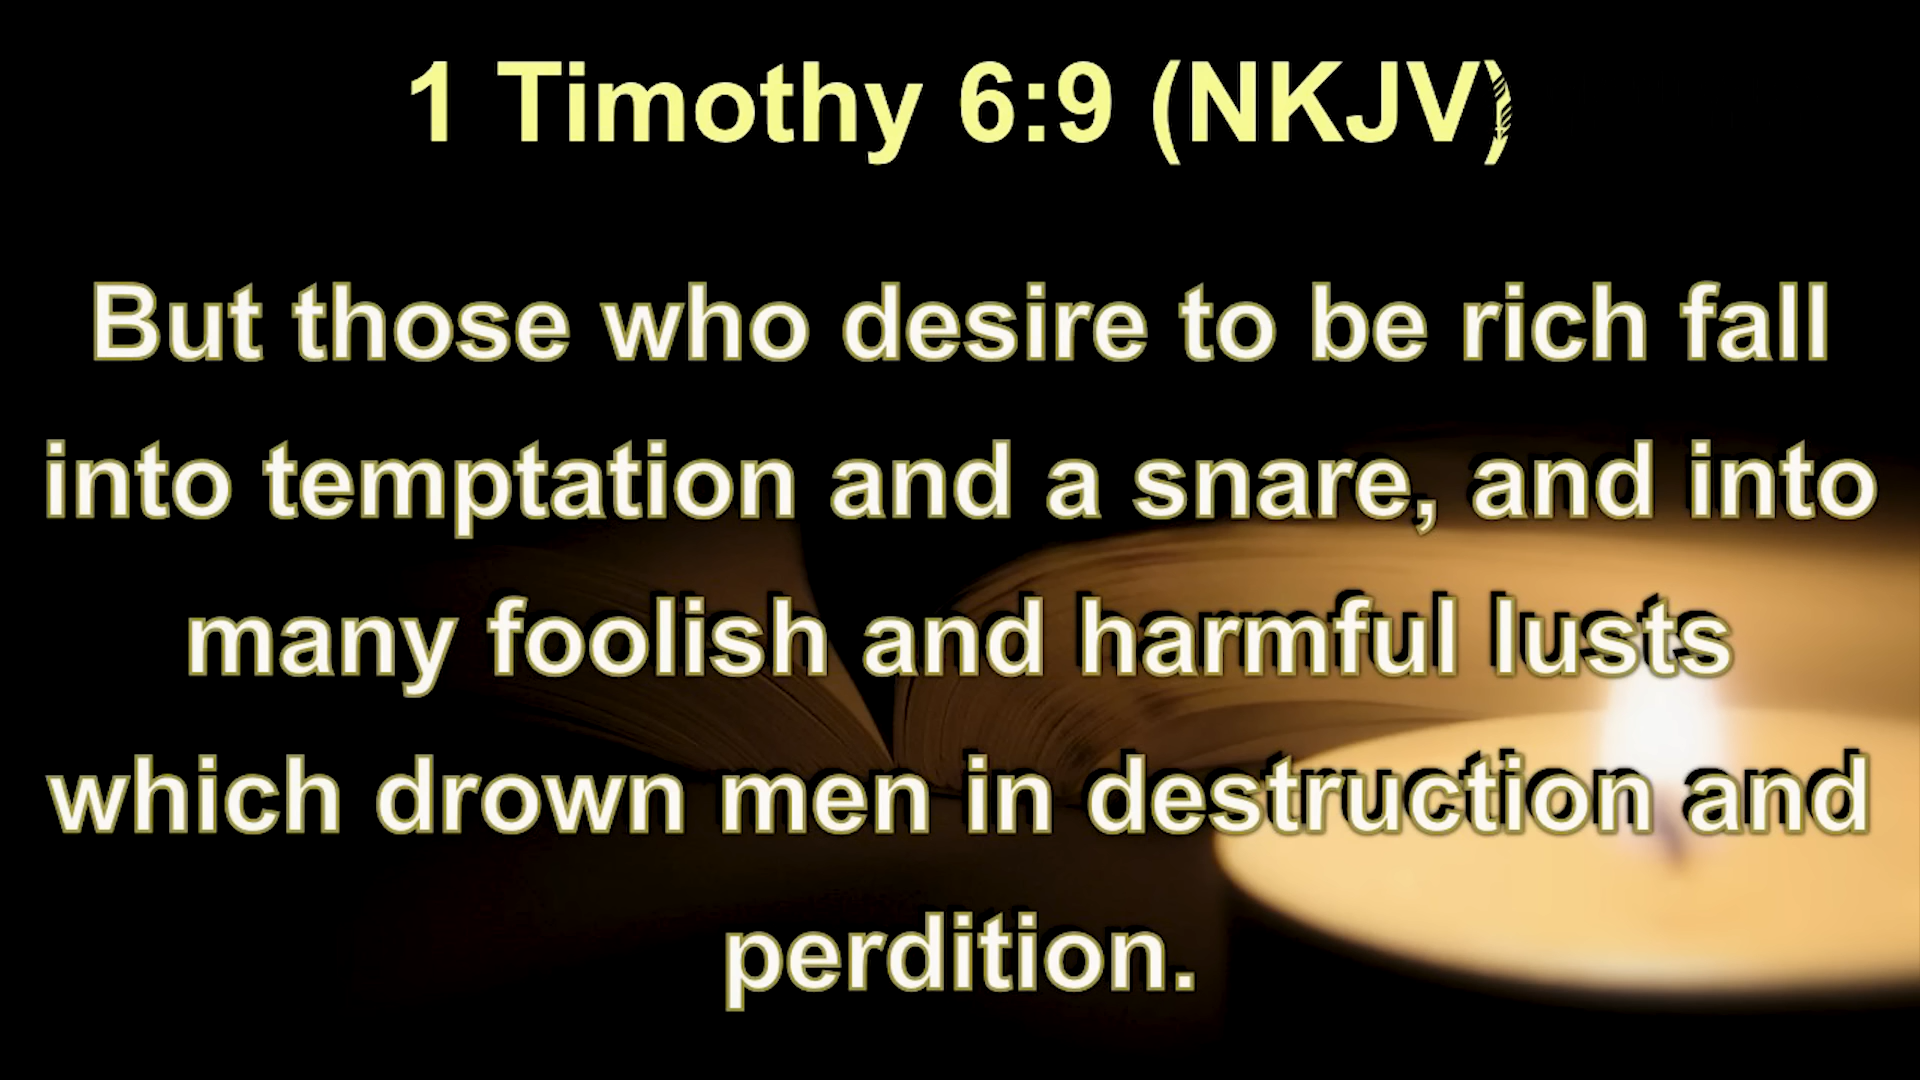 1 Timothy 6:9 (NKJV)
But those who desire to be rich fall
into temptation and a snare, and into
many foolish and harmful lusts
which drown men in destruction and
perdition.